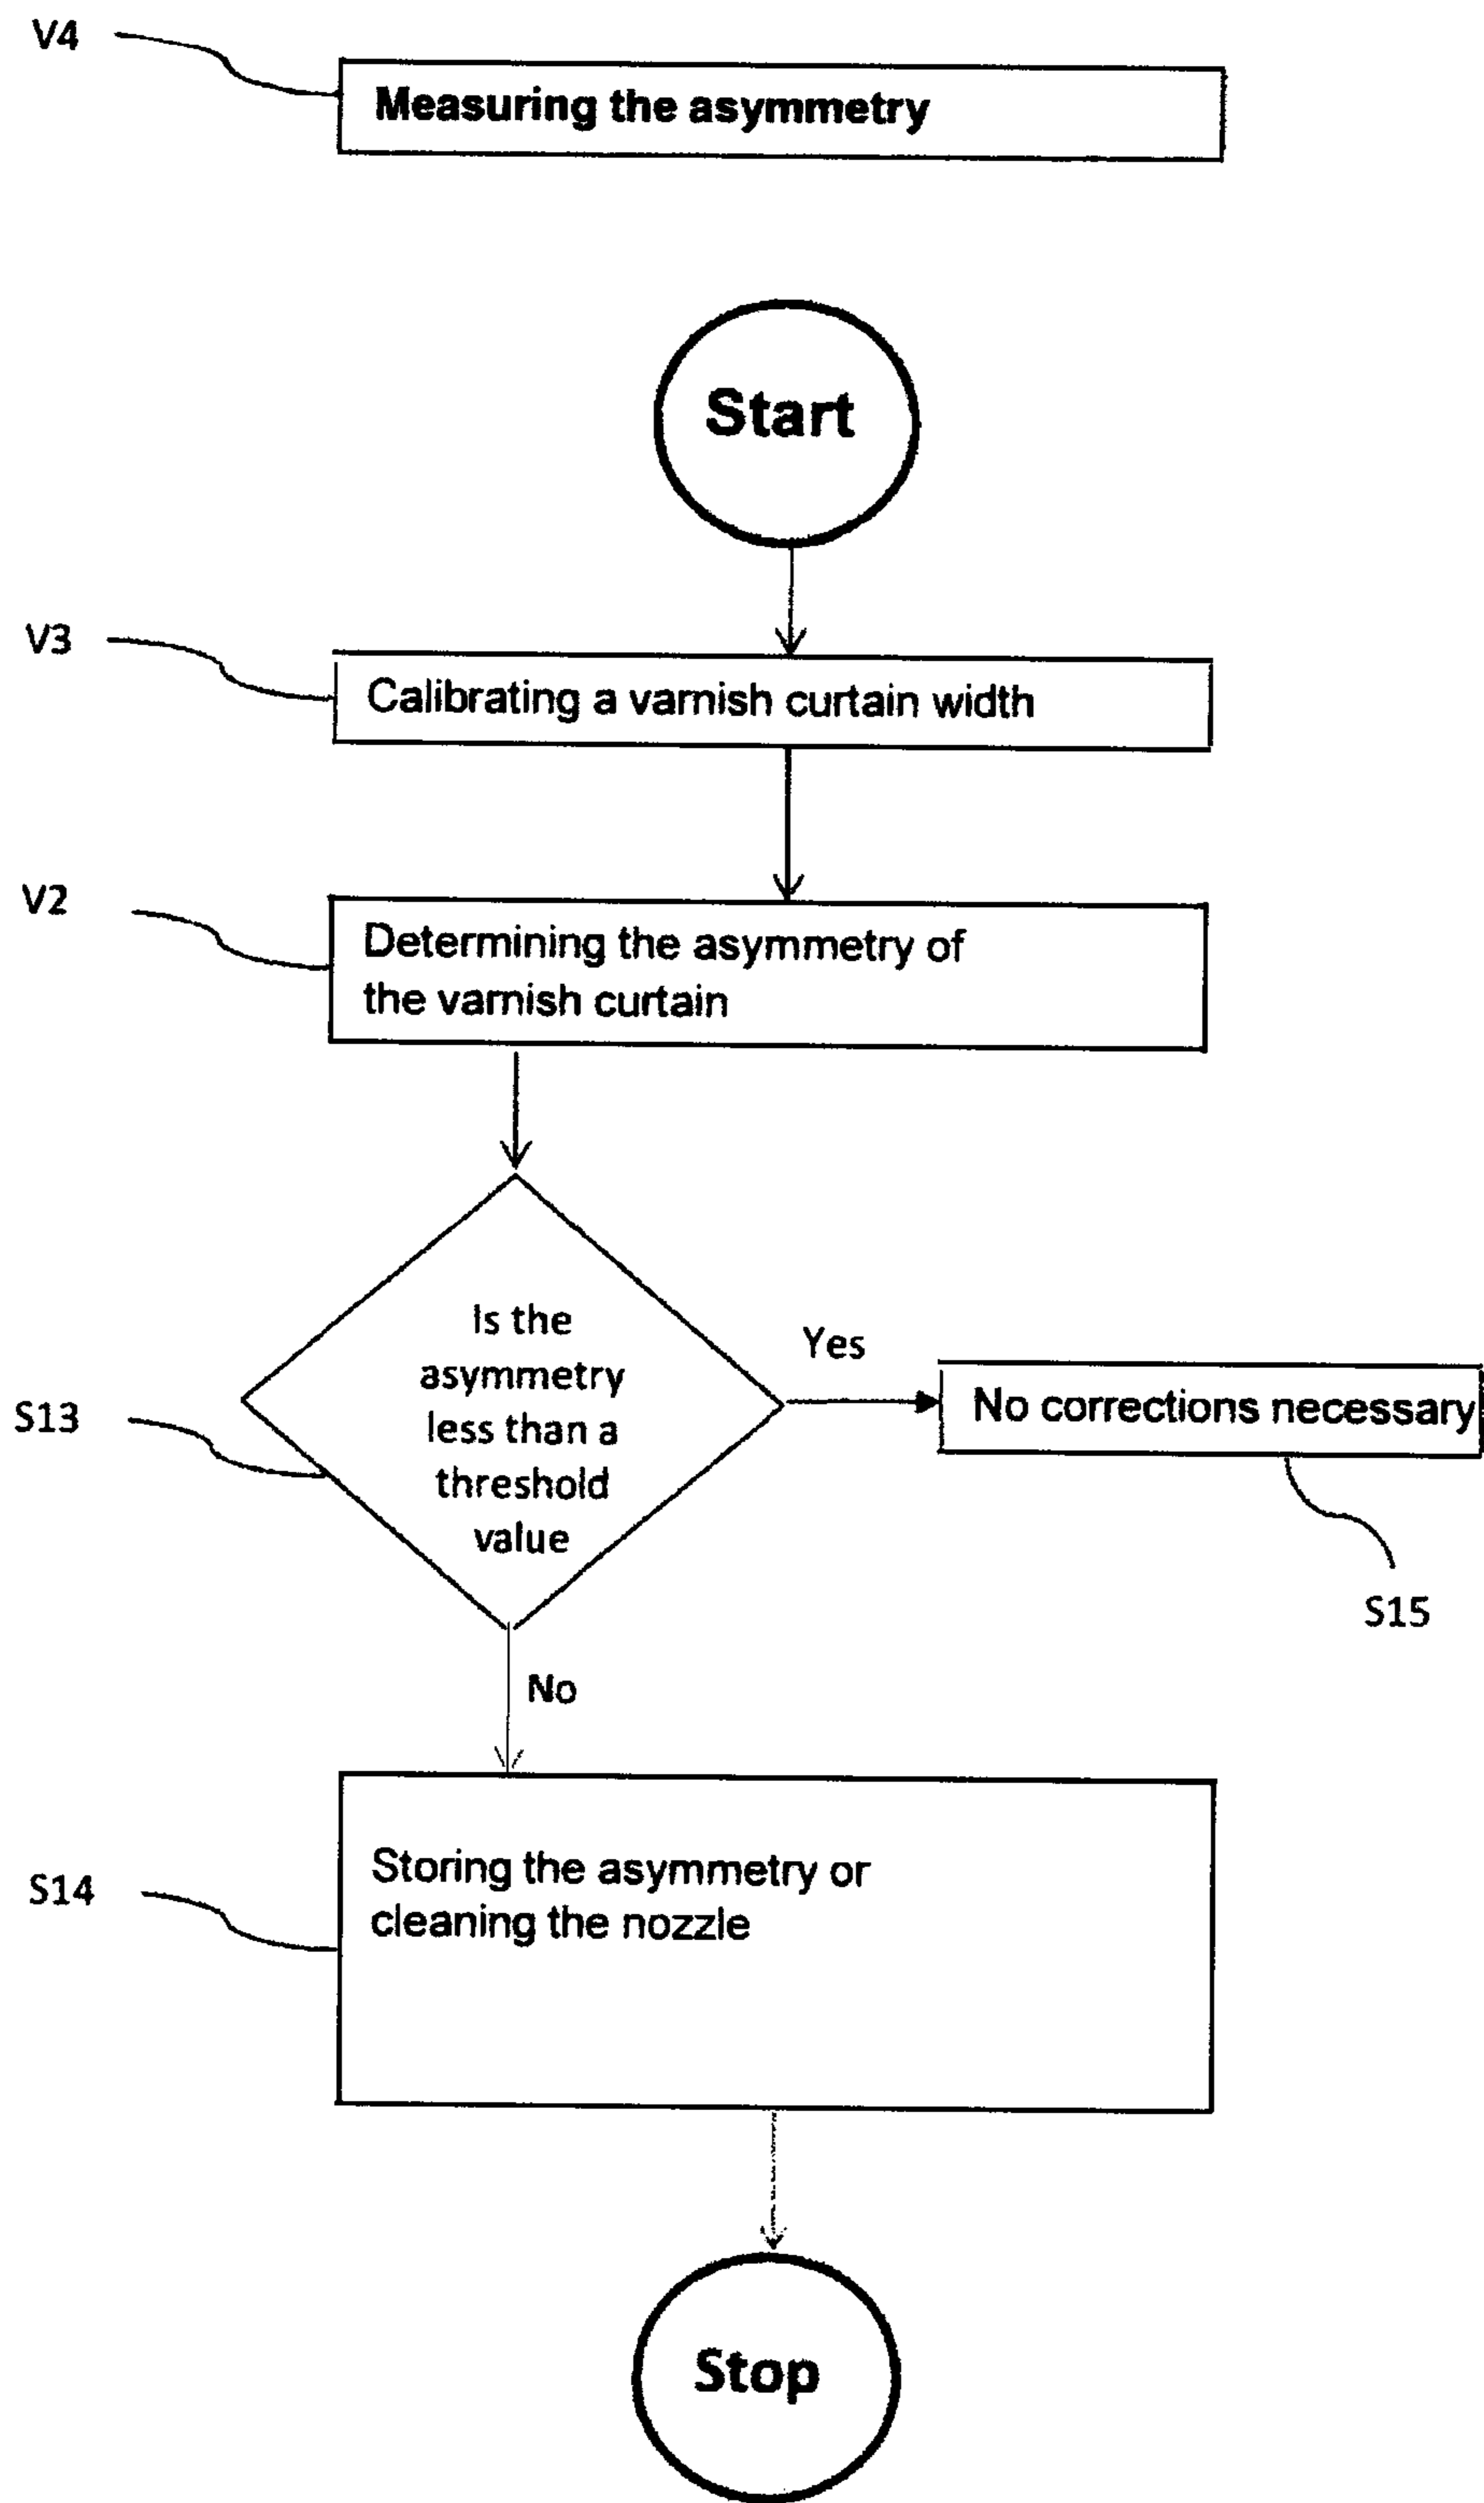 V4
Measuring the asymmetry
Start
V3
Calibrating a varnish curtain width
V2
Determining the asymmetry of
the varnish curtain
Is the
asymmetry
less than a
threshold
value
Yes
No corrections necessary
S13
S15
No
Storing the asymmetry or
cleaning the nozzle
S14
Stop